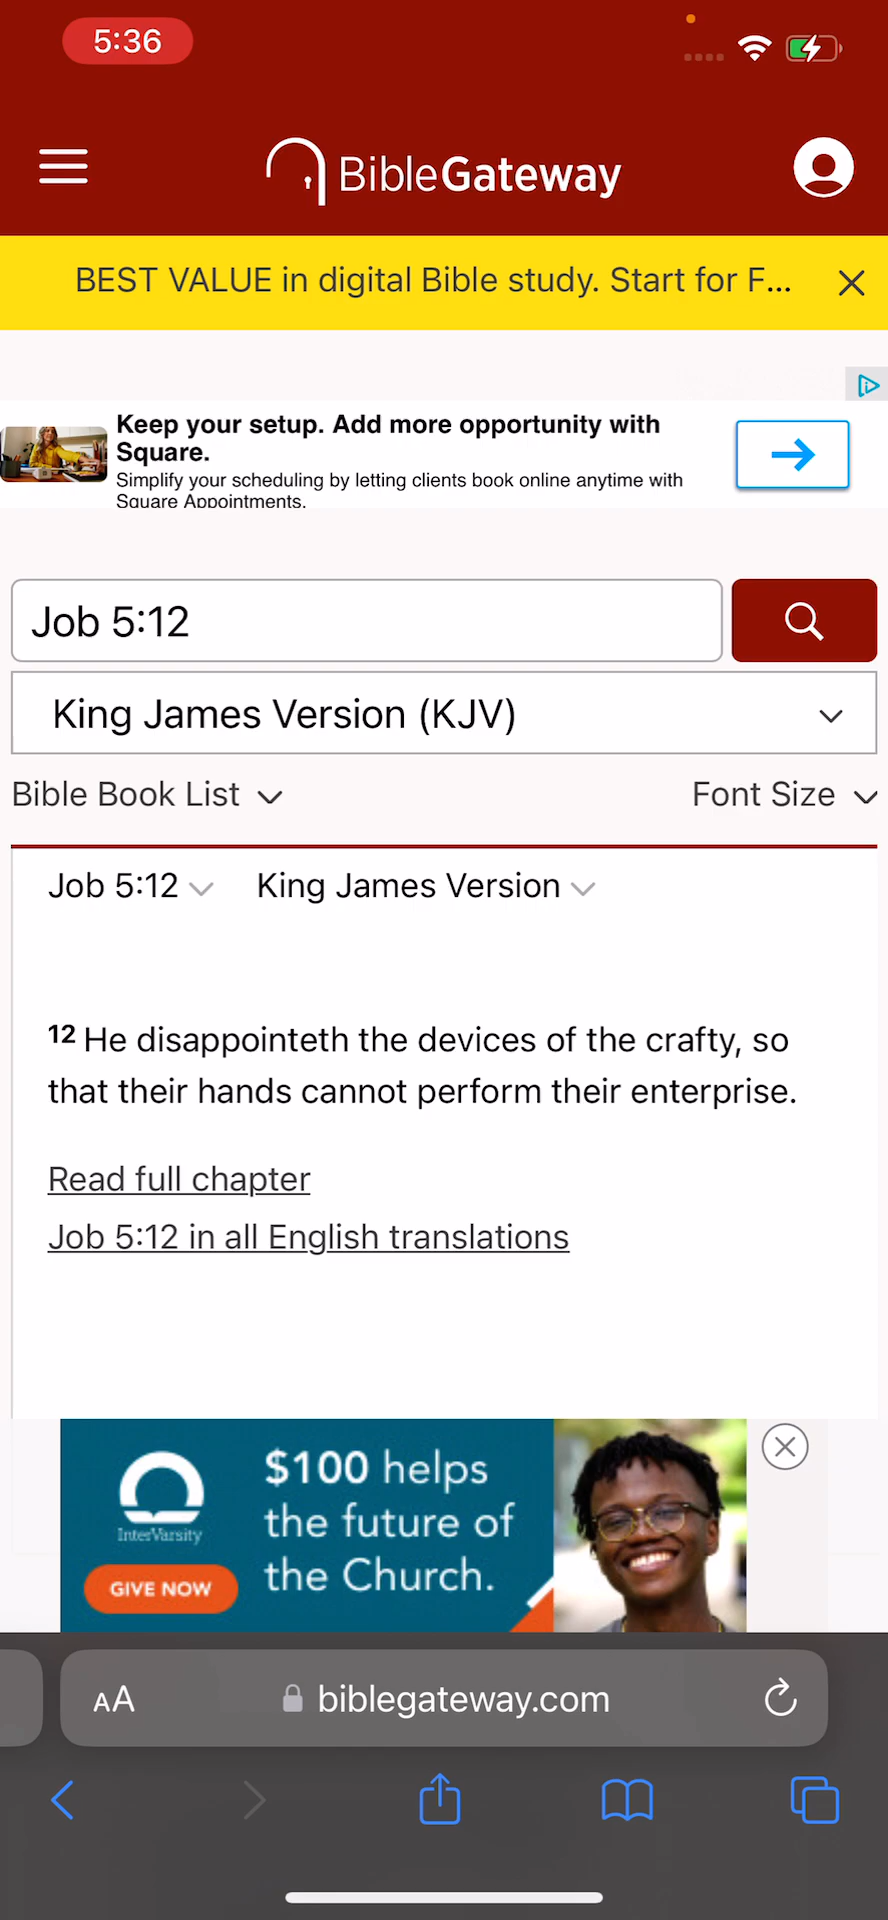 5:36
BibleGateway
BEST VALUE in digital Bible study. Start for F...
Keep your setup. Add more opportunity with
Square.
Simplify your scheduling by letting clients book online anytime with
Square Appointments.
Job 5:12
King James Version (KJV)
Bible Book List Font Size
Job 5:12 King James Version
12 He disappointeth the devices of the crafty, so
that their hands cannot perform their enterprise.
Read full chapter
Job 5:12 in all English translations
$100 helps
the future of
the Church.
InterVarsity
GIVE NOW
AA biblegateway.com